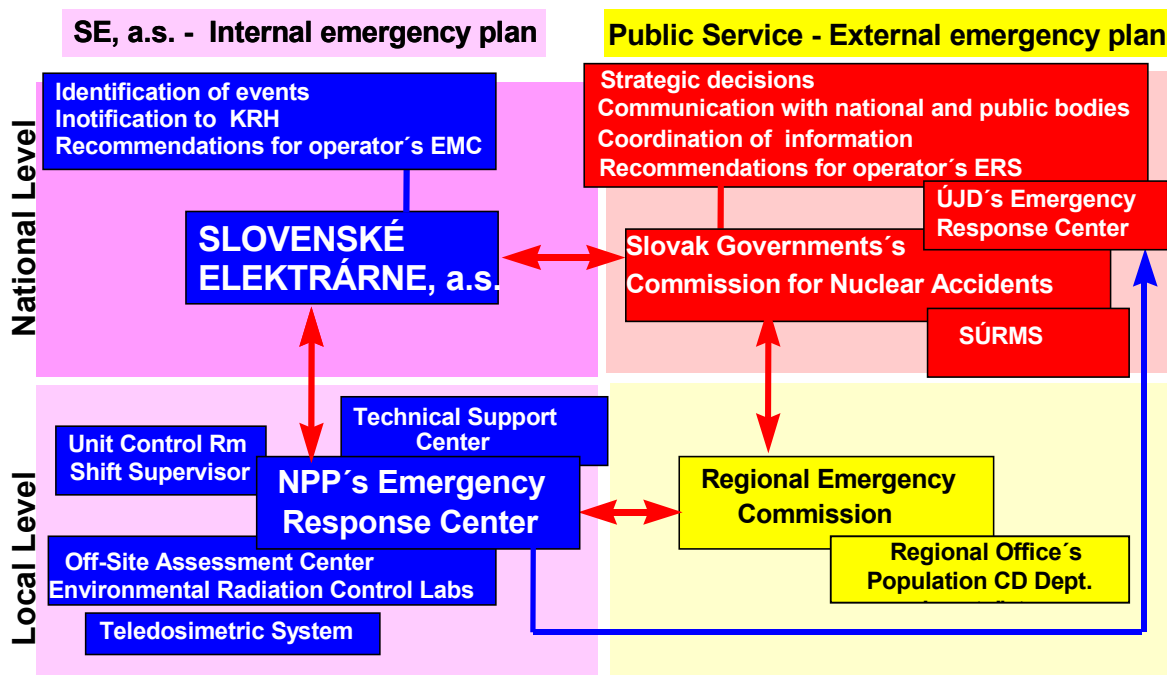 SE, a.s. - Internal emergency plan
Public Service - External emergency plan
National Level
Identification of events
Inotification to KRH
Recommendations for operator´s EMC
SLOVENSKÉ
ELEKTRÁRNE, a.s.
Strategic decisions
Communication with national and public bodies
Coordination of information
Recommendations for operator´s ERS
ÚJD´s Emergency
Response Center
Slovak Governments´s
Commission for Nuclear Accidents
SÚRMS
Local Level
Technical Support
Center
Unit Control Rm
Shift Supervisor
NPP´s Emergency
Response Center
Off-Site Assessment Center
Environmental Radiation Control Labs
Teledosimetric System
Regional Emergency
Commission
Regional Office´s
Population CD Dept.